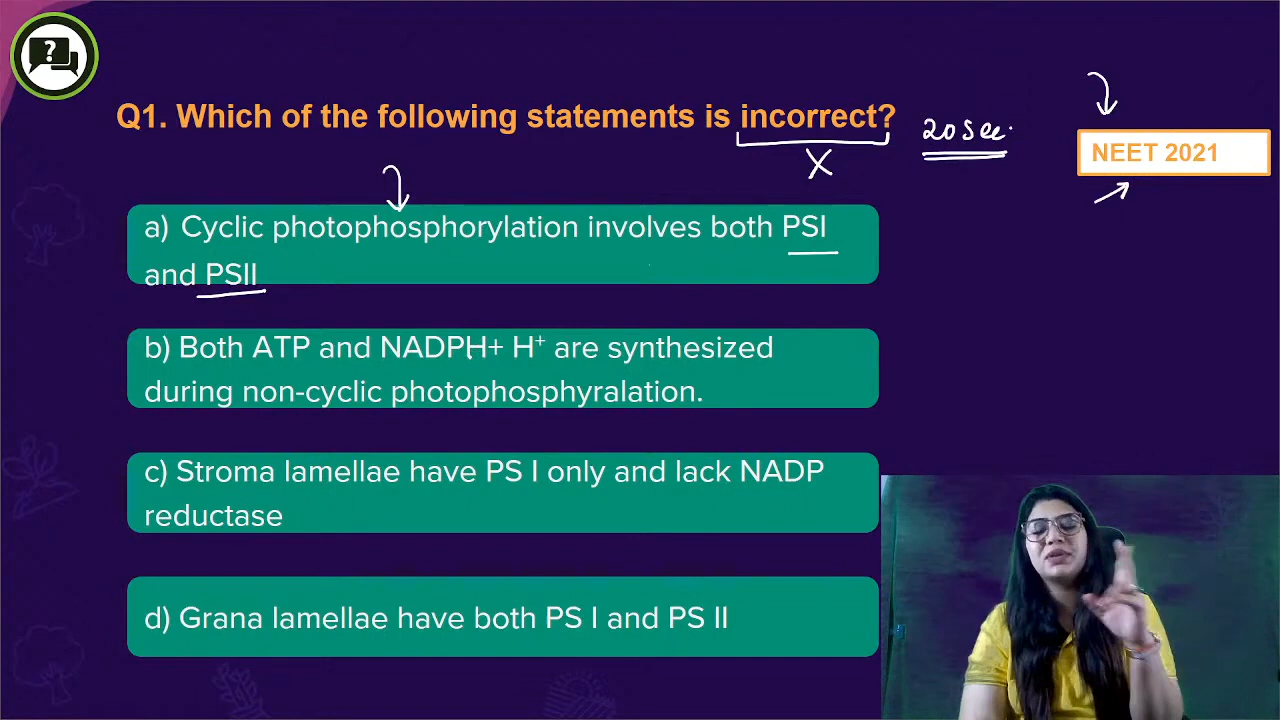 ?
Q1. Which of the following statements is incorrect?
20 Sec.
X
NEET 2021
a) Cyclic photophosphorylation involves both PSI
and PSII
b) Both ATP and NADPH+ H⁺ are synthesized
during non-cyclic photophosphyralation.
c) Stroma lamellae have PS I only and lack NADP
reductase
d) Grana lamellae have both PS I and PS II